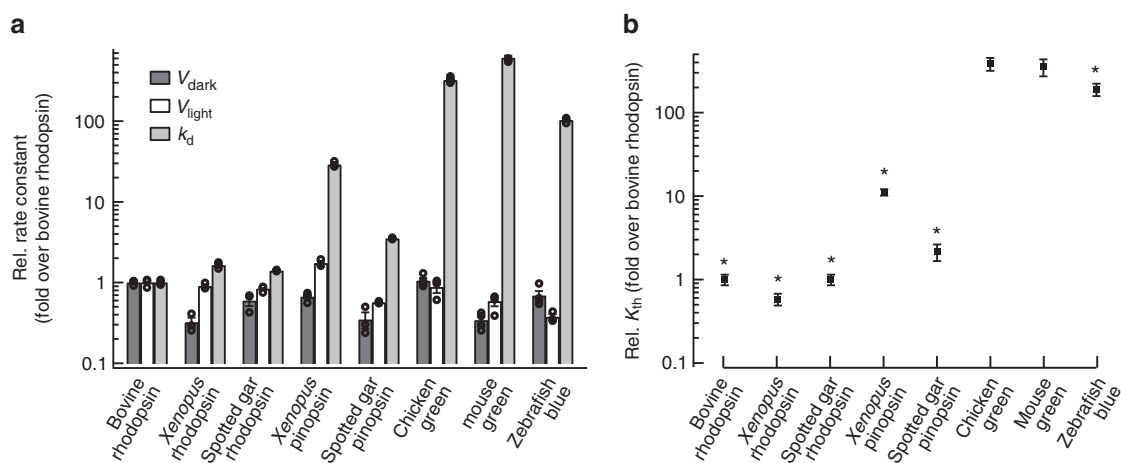 a
Rel. rate constant
(fold over bovine rhodopsin)
V_dark
V_light
k_d
100
10
1
0.1
Bovine
rhodopsin
Xenopus
rhodopsin
Spotted gar
rhodopsin
Xenopus
pinopsin
Spotted gar
pinopsin
Chicken
green
mouse
green
Zebrafish
blue
b
Rel. K_th (fold over bovine rhodopsin)
100
10
1
0.1
*
*
*
*
*
*
Bovine
rhodopsin
Xenopus
rhodopsin
Spotted gar
rhodopsin
Xenopus
pinopsin
Spotted gar
pinopsin
Chicken
green
Mouse
green
Zebrafish
blue